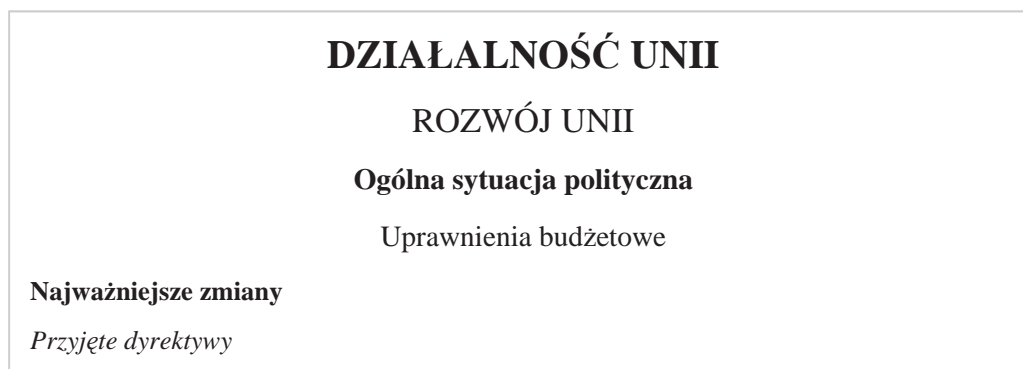 DZIAŁALNOŚĆ UNII
ROZWÓJ UNII
Ogólna sytuacja polityczna
Uprawnienia budżetowe
Najważniejsze zmiany
Przyjęte dyrektywy